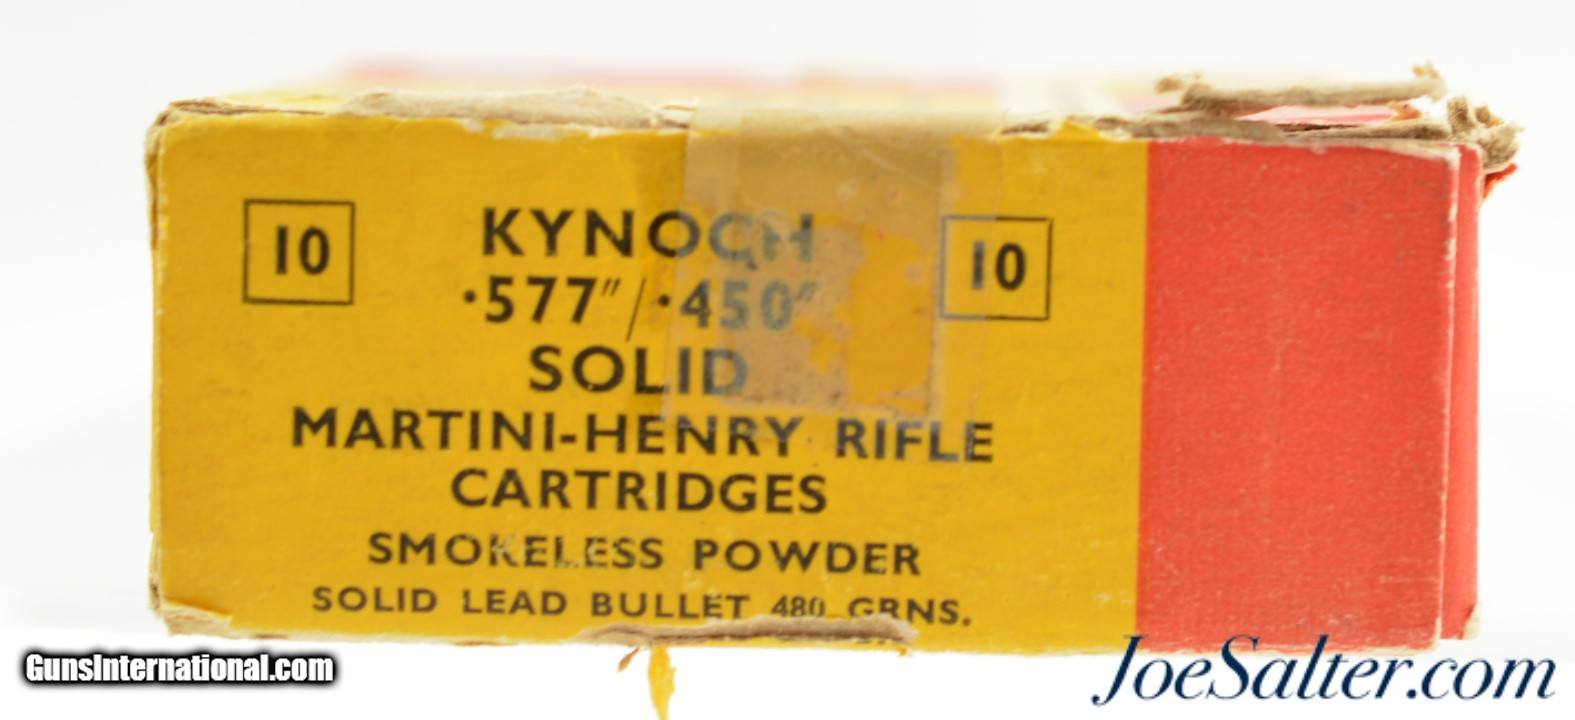 10 KYNOCH 10
·577"/·450"
SOLID
MARTINI-HENRY RIFLE
CARTRIDGES
SMOKELESS POWDER
SOLID LEAD BULLET 480 GRNS.
GunsInternational.com
JoeSalter.com